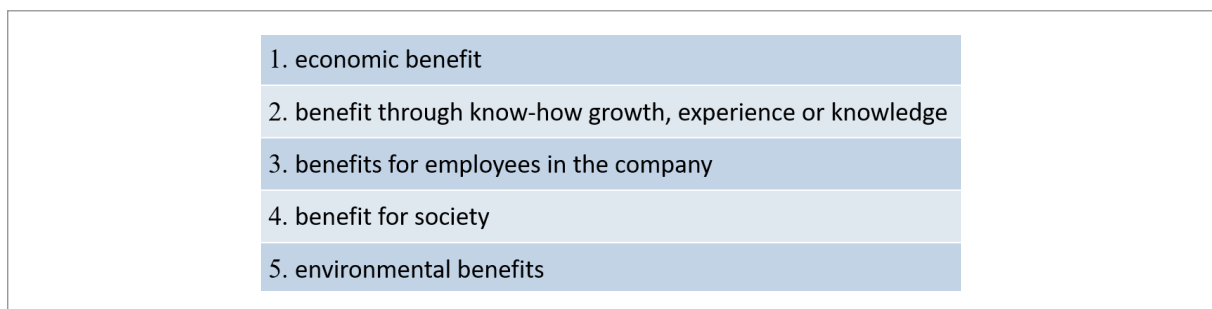 1. economic benefit
2. benefit through know-how growth, experience or knowledge
3. benefits for employees in the company
4. benefit for society
5. environmental benefits